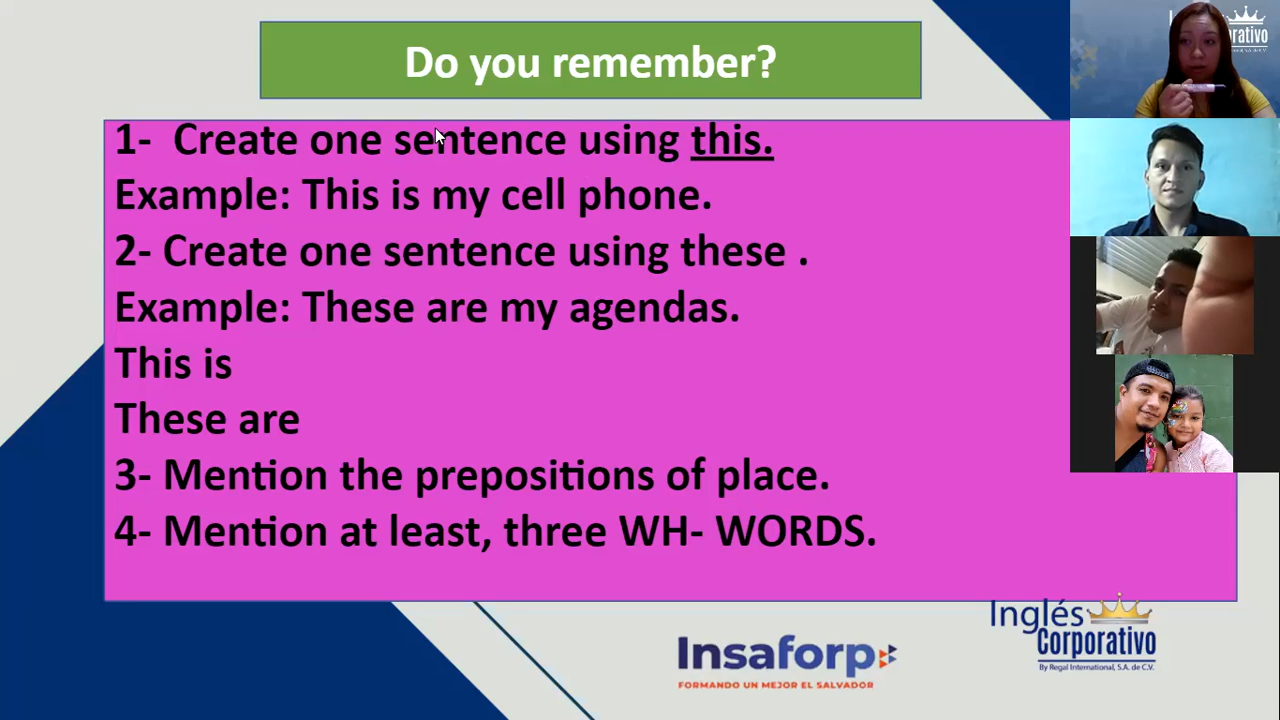 Do you remember?
1- Create one sentence using this.
Example: This is my cell phone.
2- Create one sentence using these .
Example: These are my agendas.
This is
These are
3- Mention the prepositions of place.
4- Mention at least, three WH- WORDS.
Insaforp
FORMANDO UN MEJOR EL SALVADOR
Inglés
Corporativo
By Regal International, S.A. de C.V.